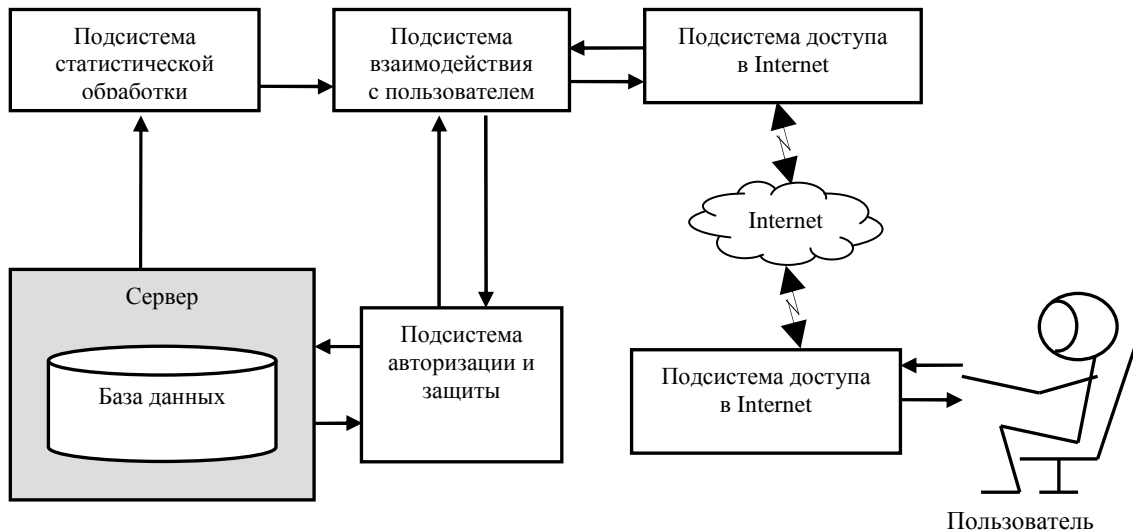 Подсистема
статистической
обработки
Подсистема
взаимодействия
с пользователем
Подсистема доступа
в Internet
Internet
Сервер
База данных
Подсистема
авторизации и
защиты
Подсистема доступа
в Internet
Пользователь